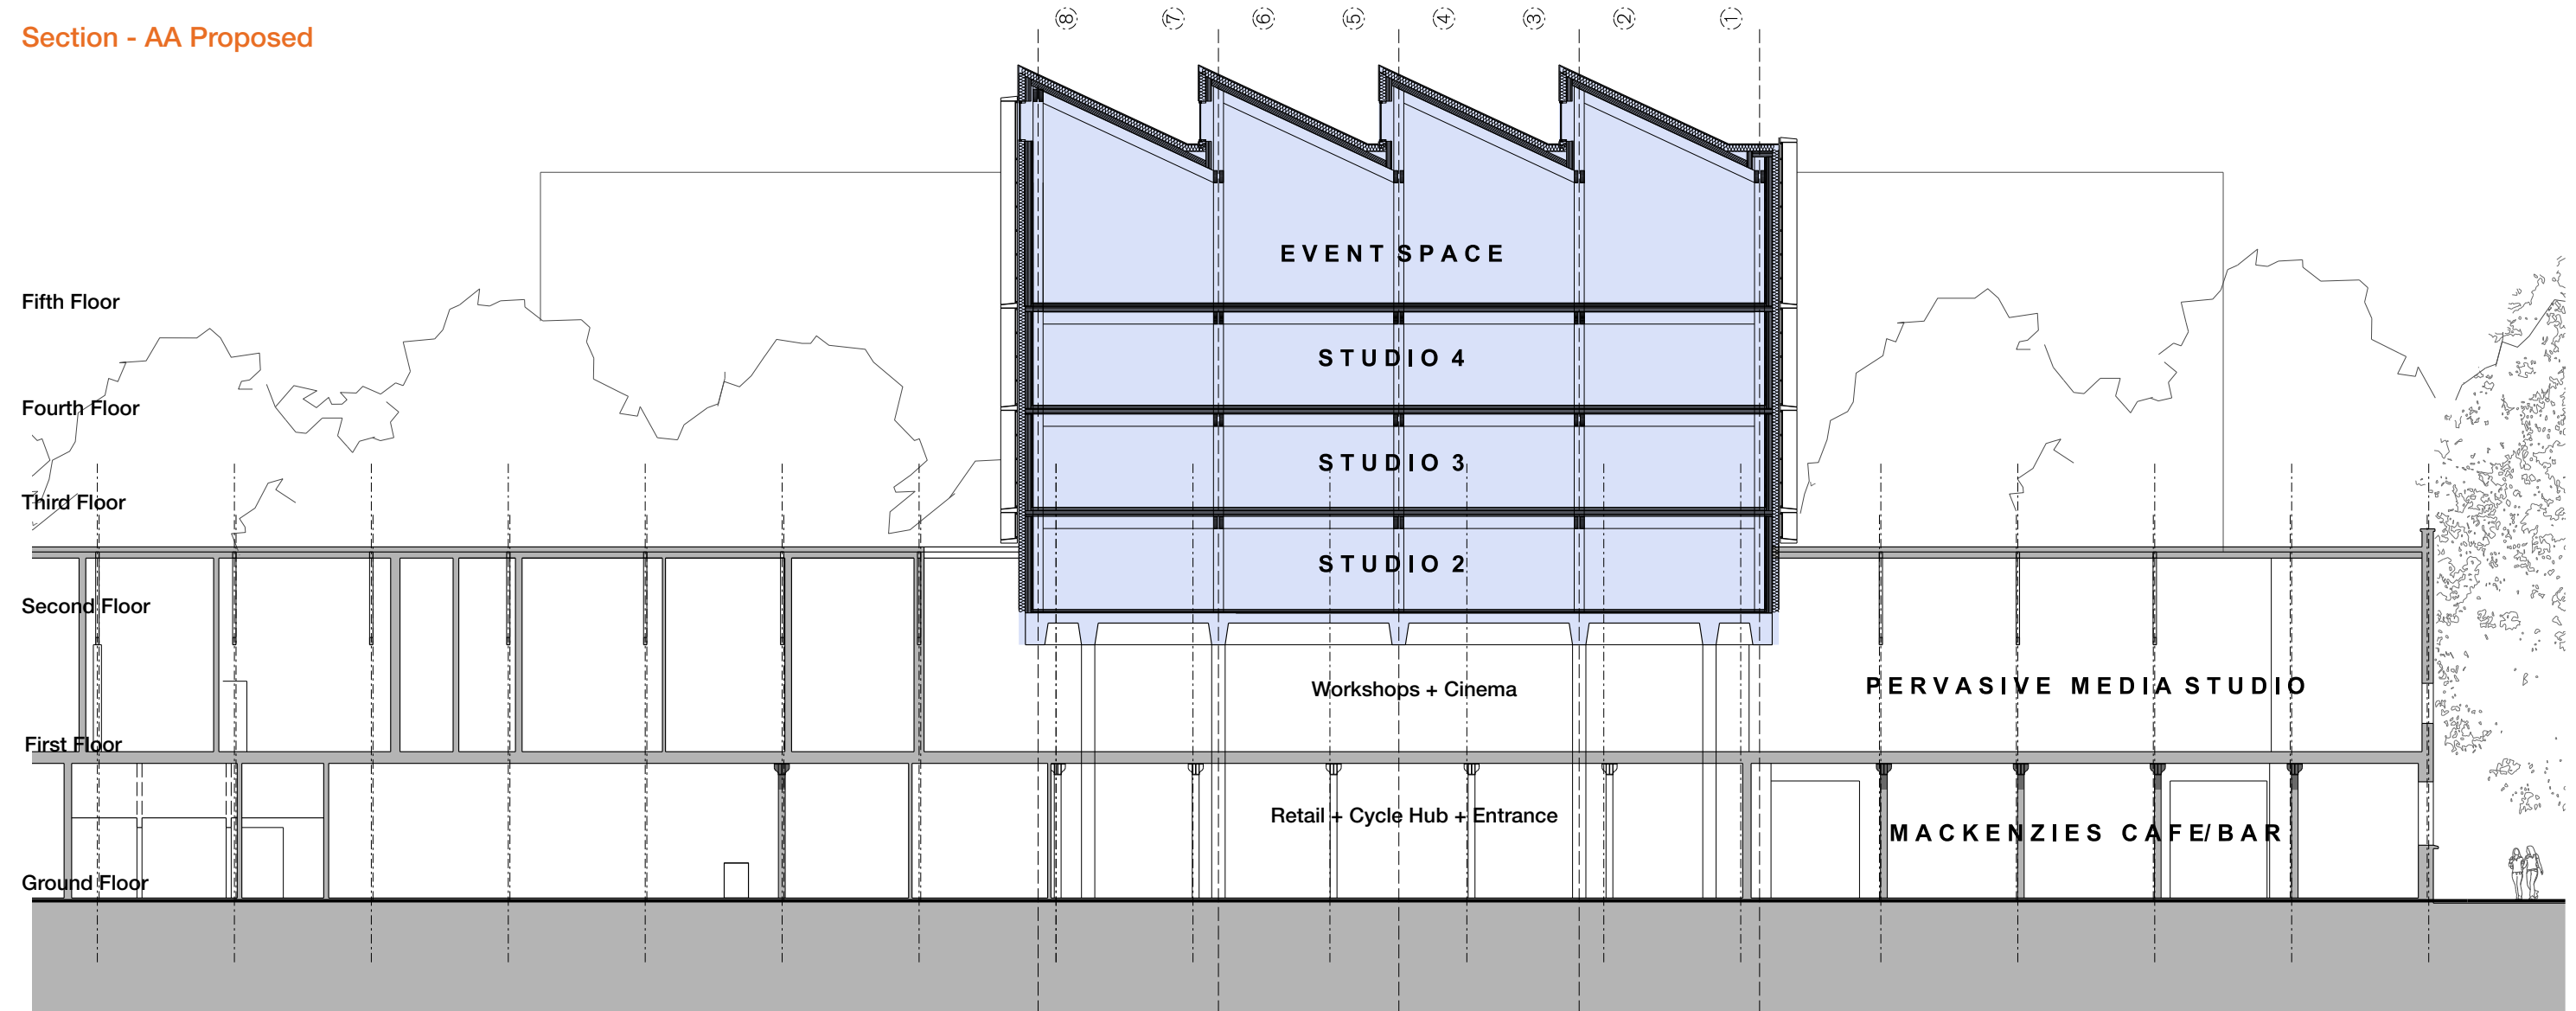 Section - AA Proposed
8 7 6 5 4 3 2 1
EVENT SPACE
Fifth Floor
STUDIO 4
Fourth Floor
STUDIO 3
Third Floor
STUDIO 2
Second Floor
PERVASIVE MEDIA STUDIO
Workshops + Cinema
First Floor
Retail + Cycle Hub + Entrance
MACKENZIES CAFE/BAR
Ground Floor